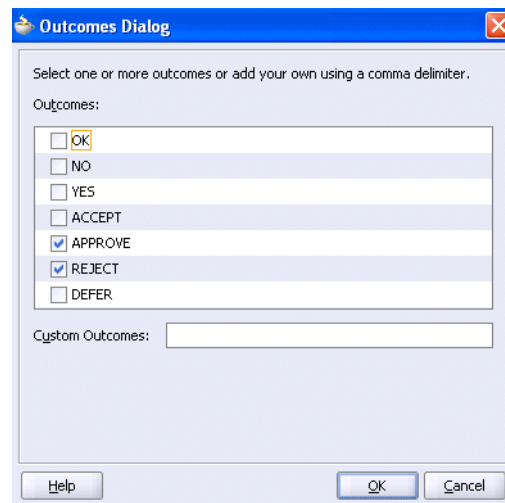 Outcomes Dialog
Select one or more outcomes or add your own using a comma delimiter.
Outcomes:
OK
NO
YES
ACCEPT
APPROVE
REJECT
DEFER
Custom Outcomes:
Help OK Cancel